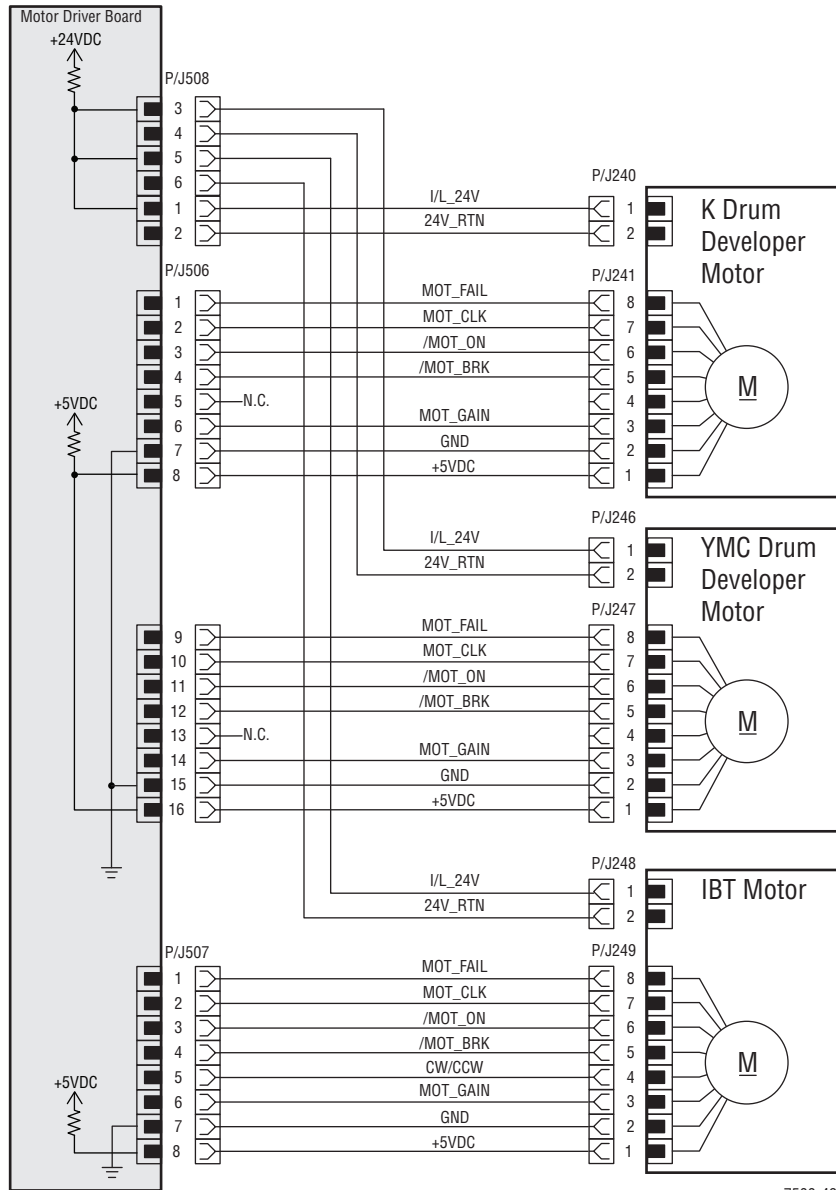 Motor Driver Board
+24VDC
P/J508
3
4
5
6
1
2
I/L_24V
24V_RTN
P/J240
1
2
K Drum
Developer
Motor
P/J506
1
2
3
4
5
6
7
8
MOT_FAIL
MOT_CLK
/MOT_ON
/MOT_BRK
N.C.
MOT_GAIN
GND
+5VDC
P/J241
8
7
6
5
4
3
2
1
M
+5VDC
I/L_24V
24V_RTN
P/J246
1
2
YMC Drum
Developer
Motor
9
10
11
12
13
14
15
16
MOT_FAIL
MOT_CLK
/MOT_ON
/MOT_BRK
N.C.
MOT_GAIN
GND
+5VDC
P/J247
8
7
6
5
4
3
2
1
M
I/L_24V
24V_RTN
P/J248
1
2
IBT Motor
P/J507
1
2
3
4
5
6
7
8
MOT_FAIL
MOT_CLK
/MOT_ON
/MOT_BRK
CW/CCW
MOT_GAIN
GND
+5VDC
P/J249
8
7
6
5
4
3
2
1
M
+5VDC